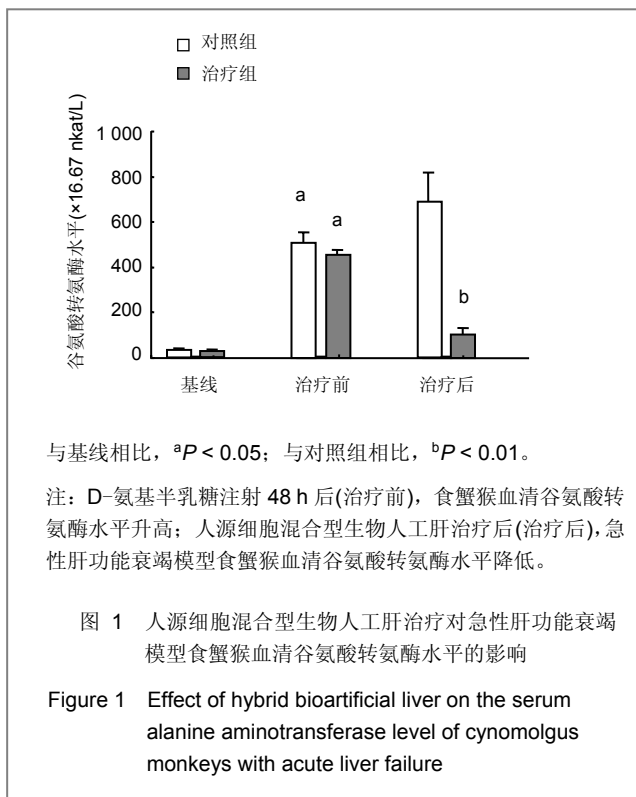 □ 对照组
■ 治疗组
谷氨酸转氨酶水平(×16.67 nkat/L)
1 000
800
600
400
200
0
a
a
b
基线 治疗前 治疗后
与基线相比，ᵃP < 0.05；与对照组相比，ᵇP < 0.01。
注：D-氨基半乳糖注射 48 h 后(治疗前)，食蟹猴血清谷氨酸转
氨酶水平升高；人源细胞混合型生物人工肝治疗后(治疗后)，急
性肝功能衰竭模型食蟹猴血清谷氨酸转氨酶水平降低。
图 1 人源细胞混合型生物人工肝治疗对急性肝功能衰竭
模型食蟹猴血清谷氨酸转氨酶水平的影响
Figure 1 Effect of hybrid bioartificial liver on the serum
alanine aminotransferase level of cynomolgus
monkeys with acute liver failure